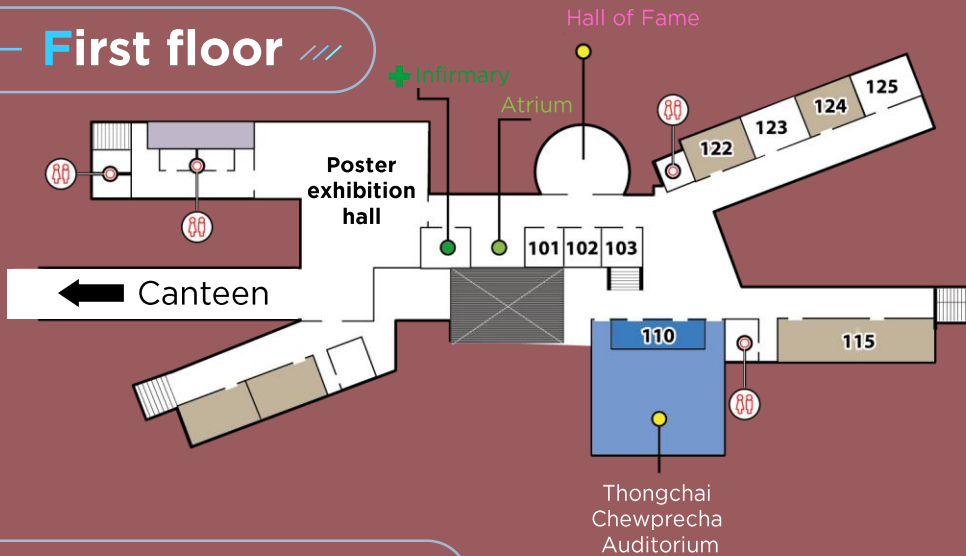 First floor
Hall of Fame
Infirmary
Atrium
125
124
123
122
Poster
exhibition
hall
101 102 103
Canteen
110
115
Thongchai
Chewprecha
Auditorium